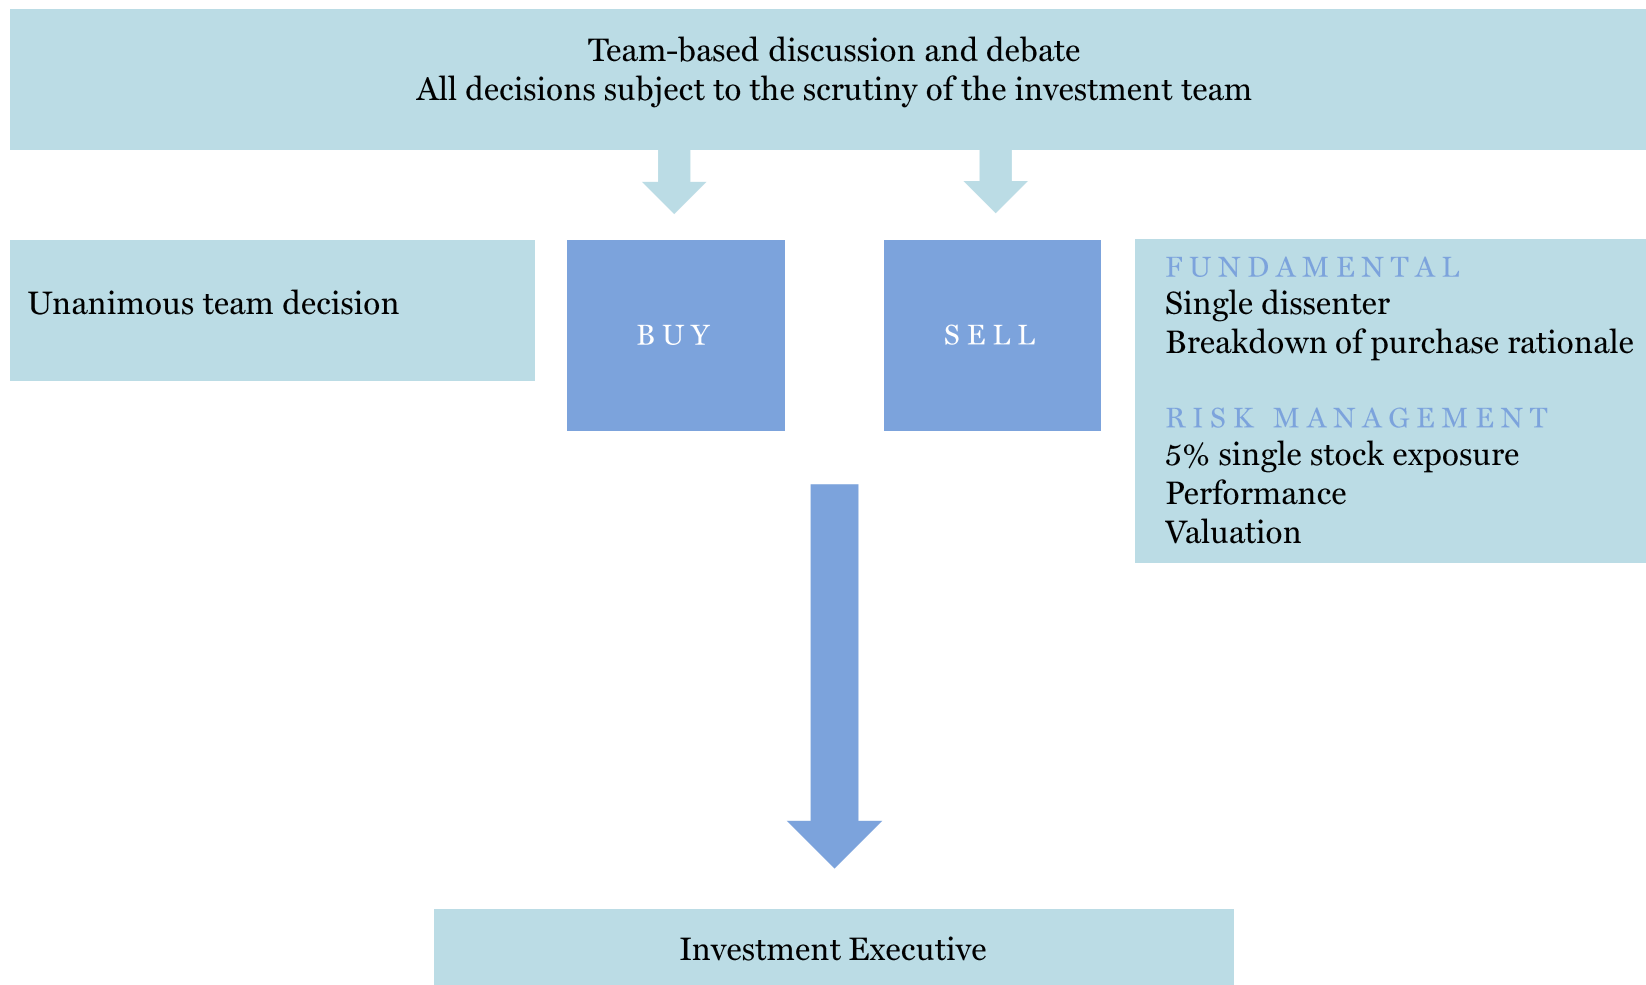 Team-based discussion and debate
All decisions subject to the scrutiny of the investment team
Unanimous team decision
BUY
SELL
FUNDAMENTAL
Single dissenter
Breakdown of purchase rationale
RISK MANAGEMENT
5% single stock exposure
Performance
Valuation
Investment Executive